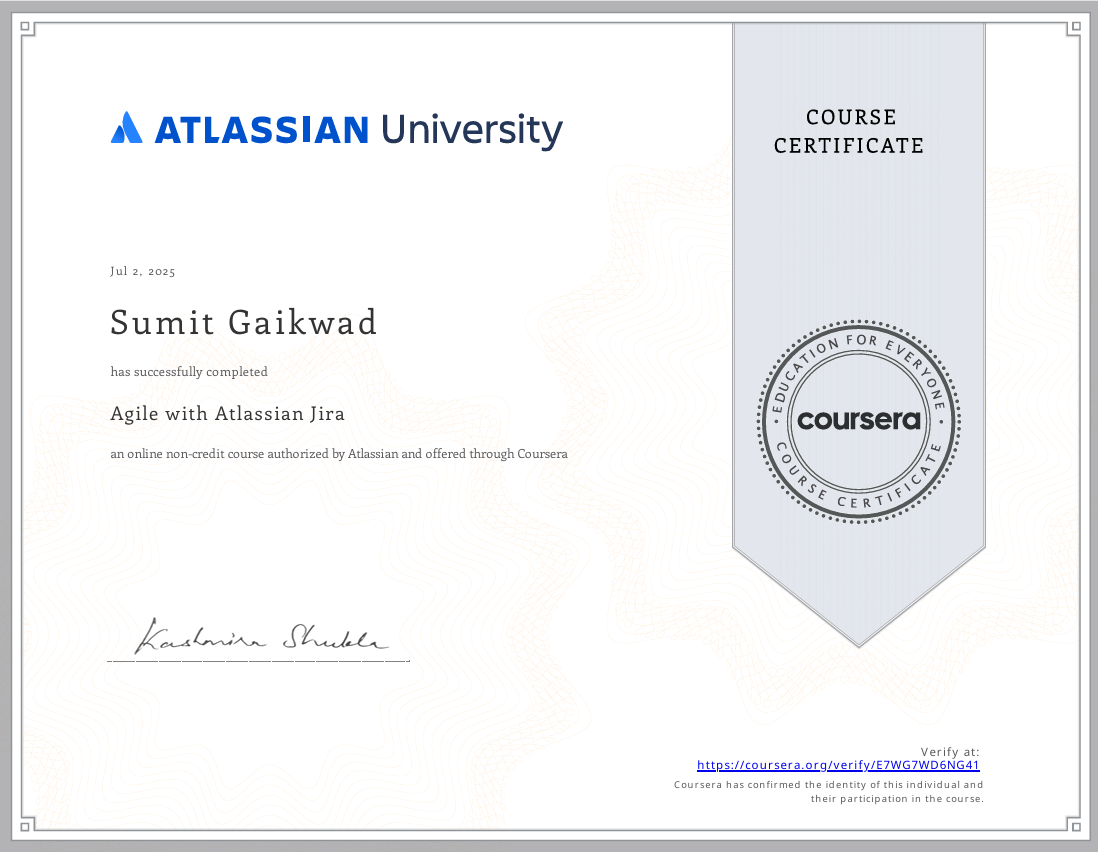 ATLASSIAN University
COURSE
CERTIFICATE
Jul 2, 2025
Sumit Gaikwad
has successfully completed
Agile with Atlassian Jira
an online non-credit course authorized by Atlassian and offered through Coursera
EDUCATION FOR EVERYONE
coursera
COURSE CERTIFICATE
Kashmira Shukla
Verify at:
https://coursera.org/verify/E7WG7WD6NG41
Coursera has confirmed the identity of this individual and
their participation in the course.